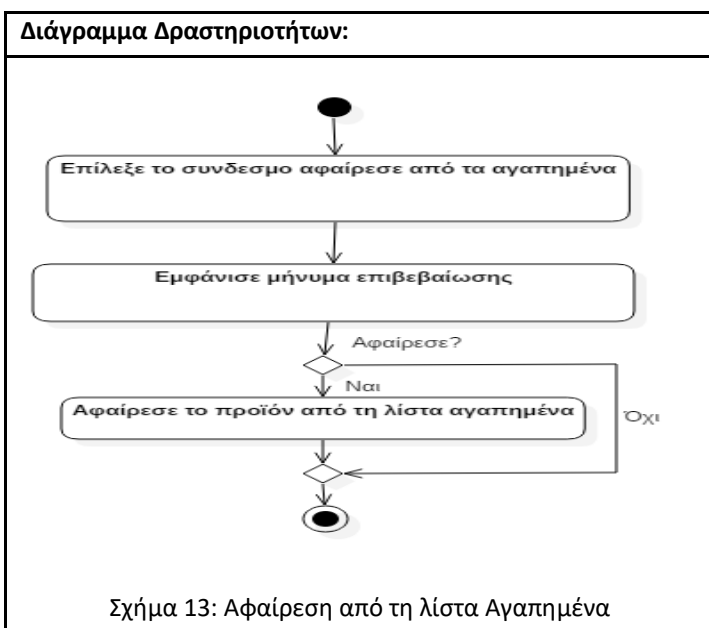 Διάγραμμα Δραστηριοτήτων:
Επίλεξε το συνδεσμο αφαίρεσε από τα αγαπημένα
Εμφάνισε μήνυμα επιβεβαίωσης
Αφαίρεσε?
Ναι
Αφαίρεσε το προϊόν από τη λίστα αγαπημένα
Όχι
Σχήμα 13: Αφαίρεση από τη λίστα Αγαπημένα